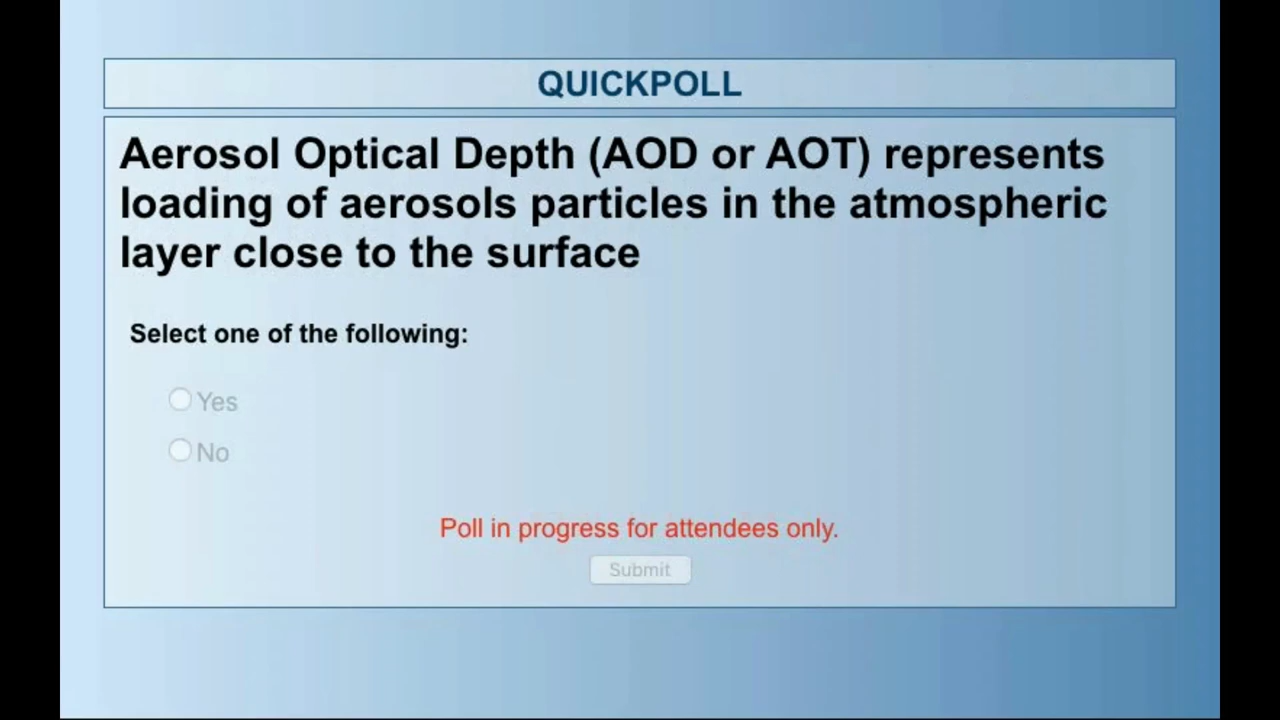 QUICKPOLL
Aerosol Optical Depth (AOD or AOT) represents
loading of aerosols particles in the atmospheric
layer close to the surface
Select one of the following:
Yes
No
Poll in progress for attendees only.
Submit